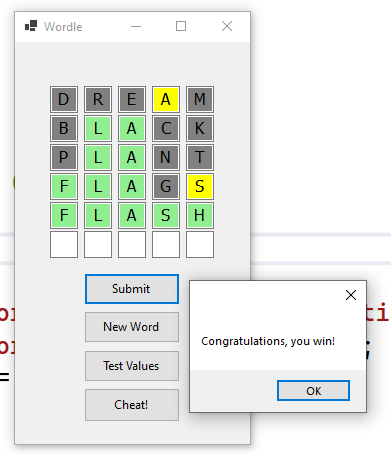 Wordle
D R E A M
B L A C K
P L A N T
F L A G S
F L A S H
Submit
New Word
Test Values
Cheat!
Congratulations, you win!
OK
or
ti
or
;
=